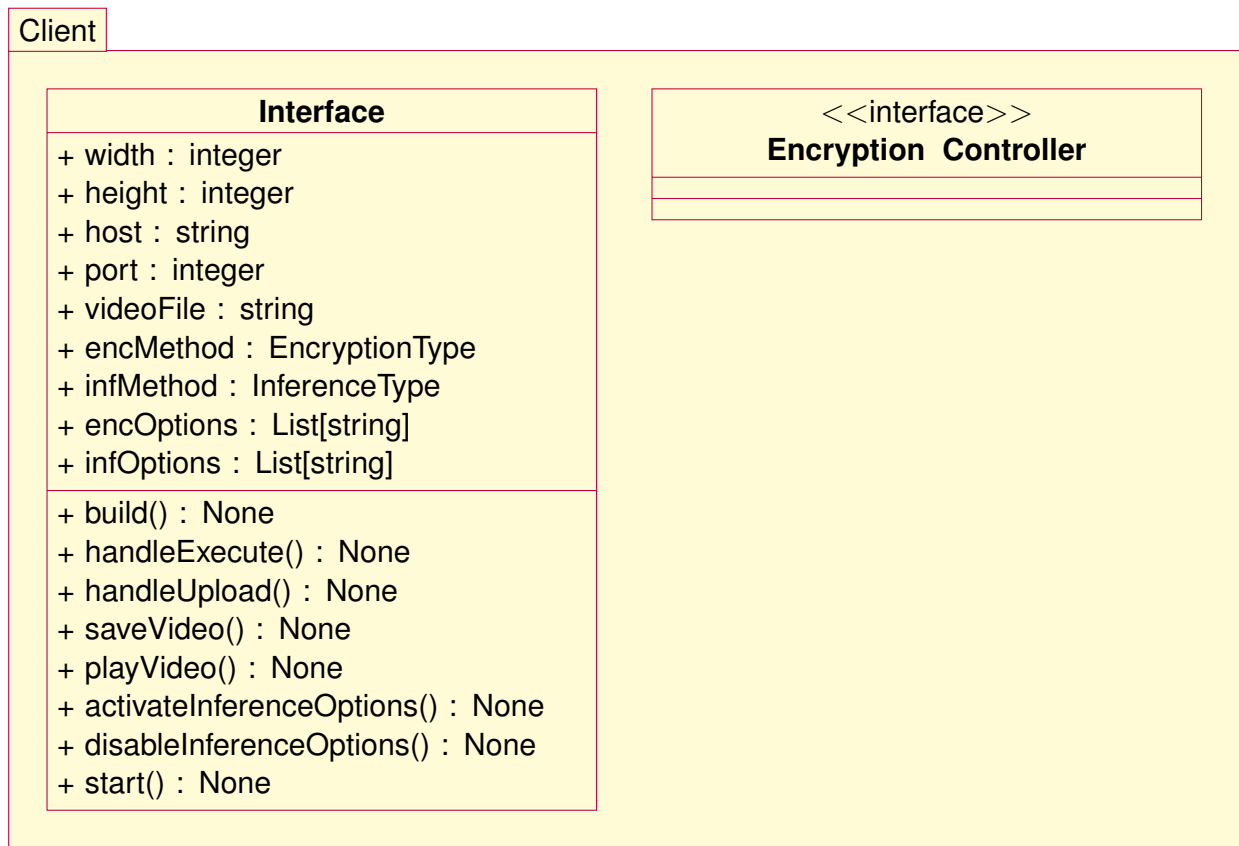 Client
Interface
+ width : integer
+ height : integer
+ host : string
+ port : integer
+ videoFile : string
+ encMethod : EncryptionType
+ infMethod : InferenceType
+ encOptions : List[string]
+ infOptions : List[string]
+ build() : None
+ handleExecute() : None
+ handleUpload() : None
+ saveVideo() : None
+ playVideo() : None
+ activateInferenceOptions() : None
+ disableInferenceOptions() : None
+ start() : None
<<interface>>
Encryption Controller